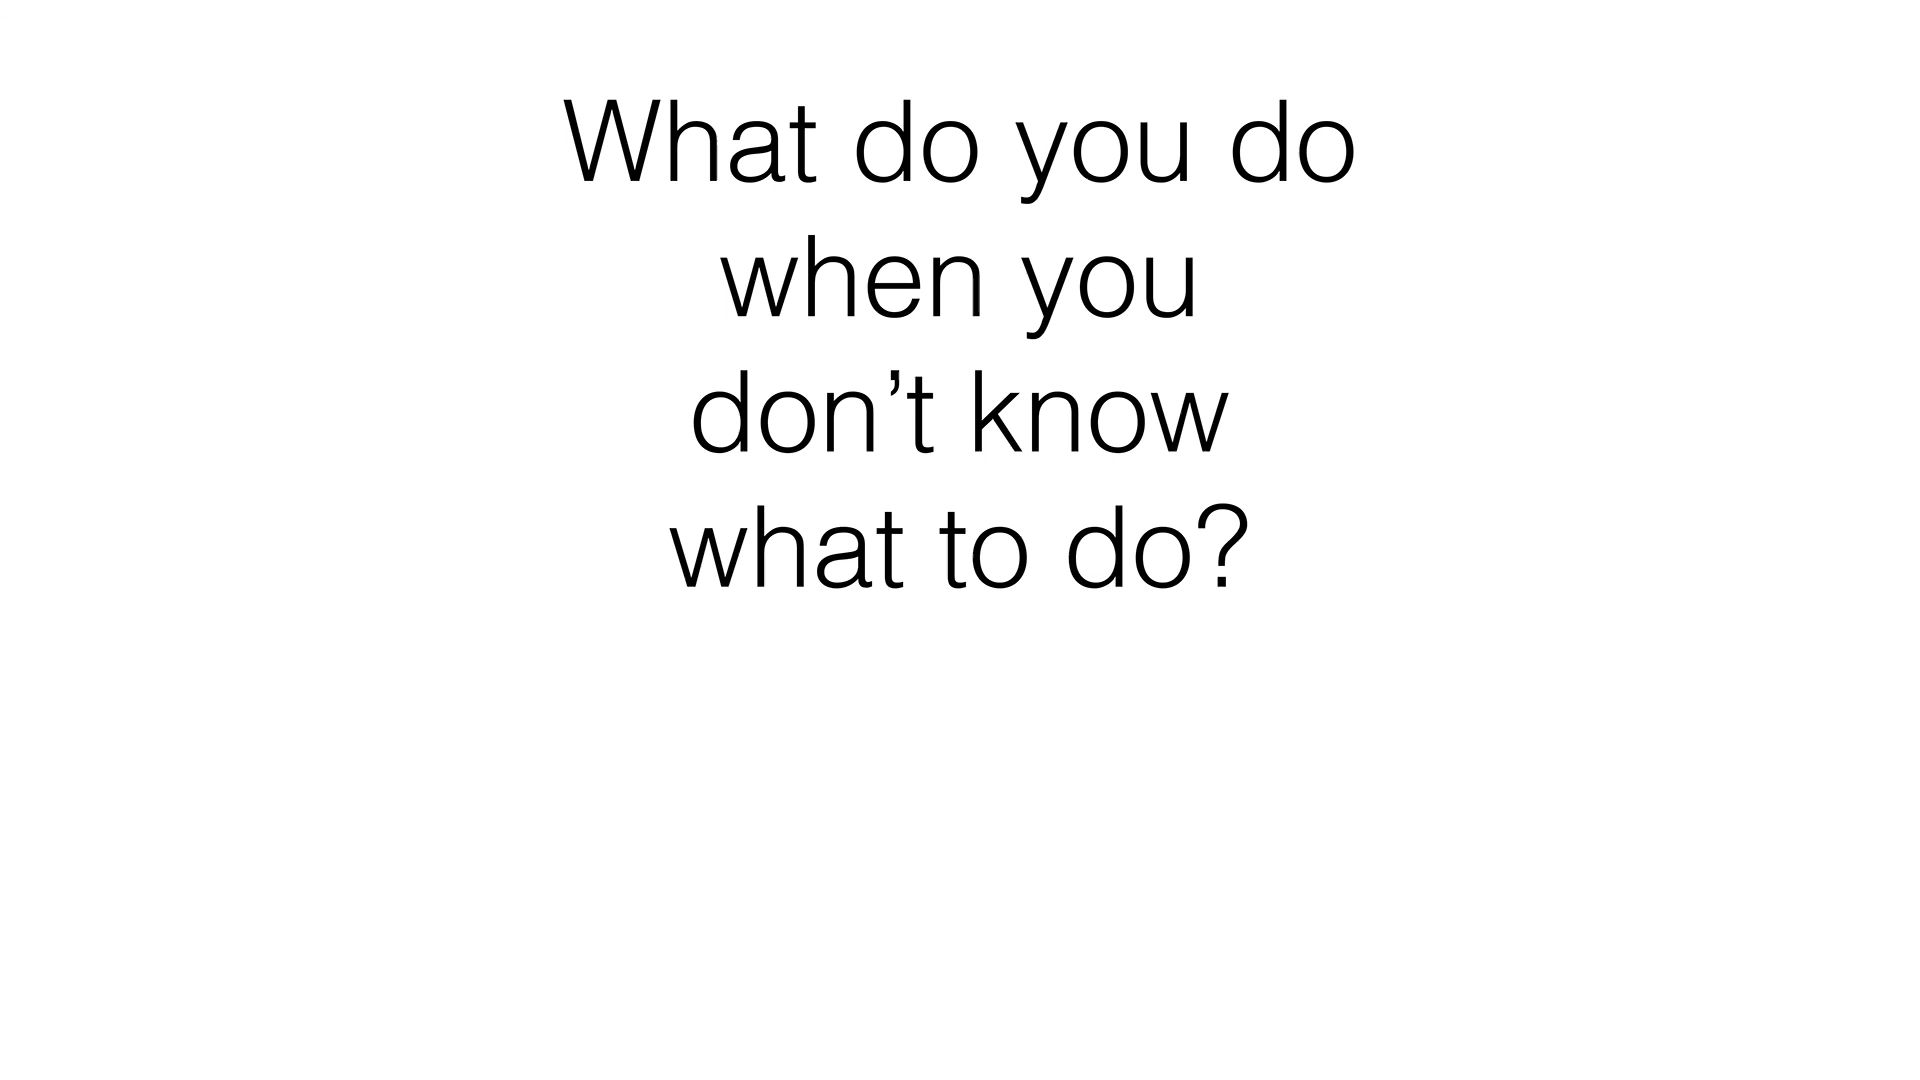 What do you do
when you
don’t know
what to do?